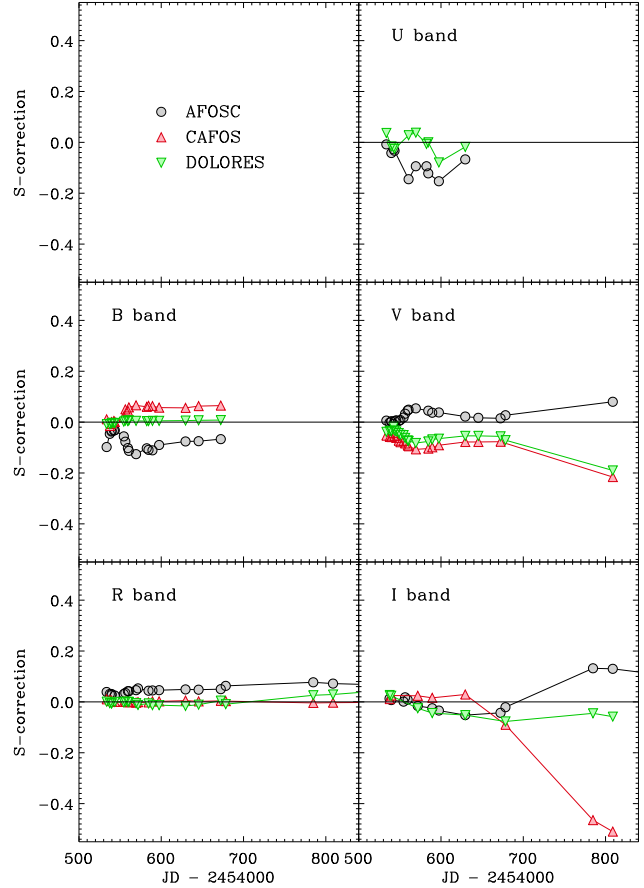 U band
0.4
0.2
0.0
−0.2
−0.4
S−correction
AFOSC
CAFOS
DOLORES
B band
V band
0.4
0.2
0.0
−0.2
−0.4
S−correction
R band
I band
0.4
0.2
0.0
−0.2
−0.4
S−correction
500 600 700 800 500 600 700 800
JD − 2454000 JD − 2454000